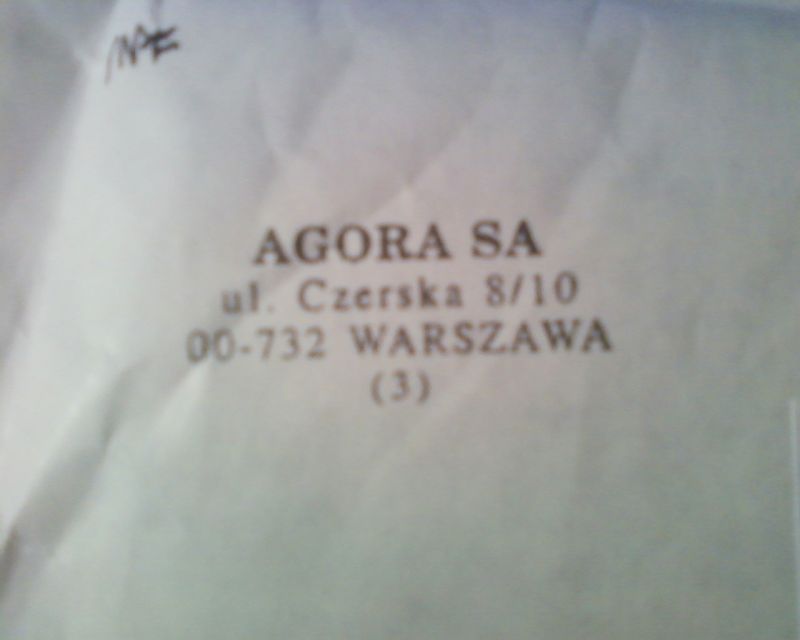 AGORA SA
ul. Czerska 8/10
00-732 WARSZAWA
(3)